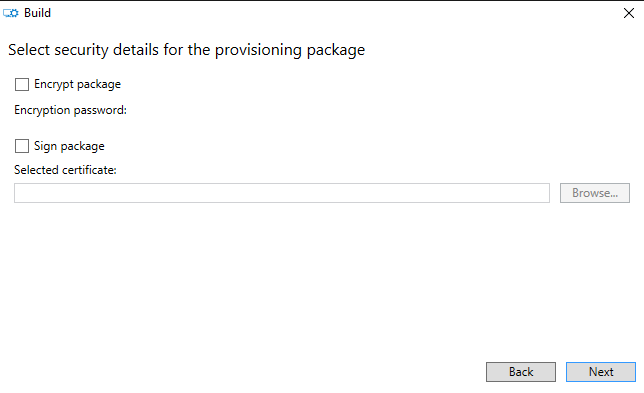 Build
Select security details for the provisioning package
Encrypt package
Encryption password:
Sign package
Selected certificate:
Browse...
Back
Next